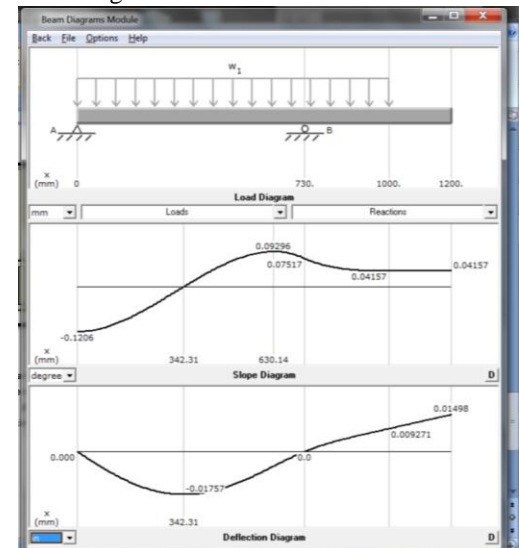 Beam Diagrams Module
Back File Options Help
w1
A
B
x
(mm) 0 730. 1000. 1200.
Load Diagram
mm Loads Reactions
0.09296
0.07517
0.04157
0.04157
-0.1206
x
(mm) 342.31 630.14
degree Slope Diagram D
0.01498
0.009271
0.000
0.0
-0.01757
x
(mm) 342.31
Deflection Diagram D